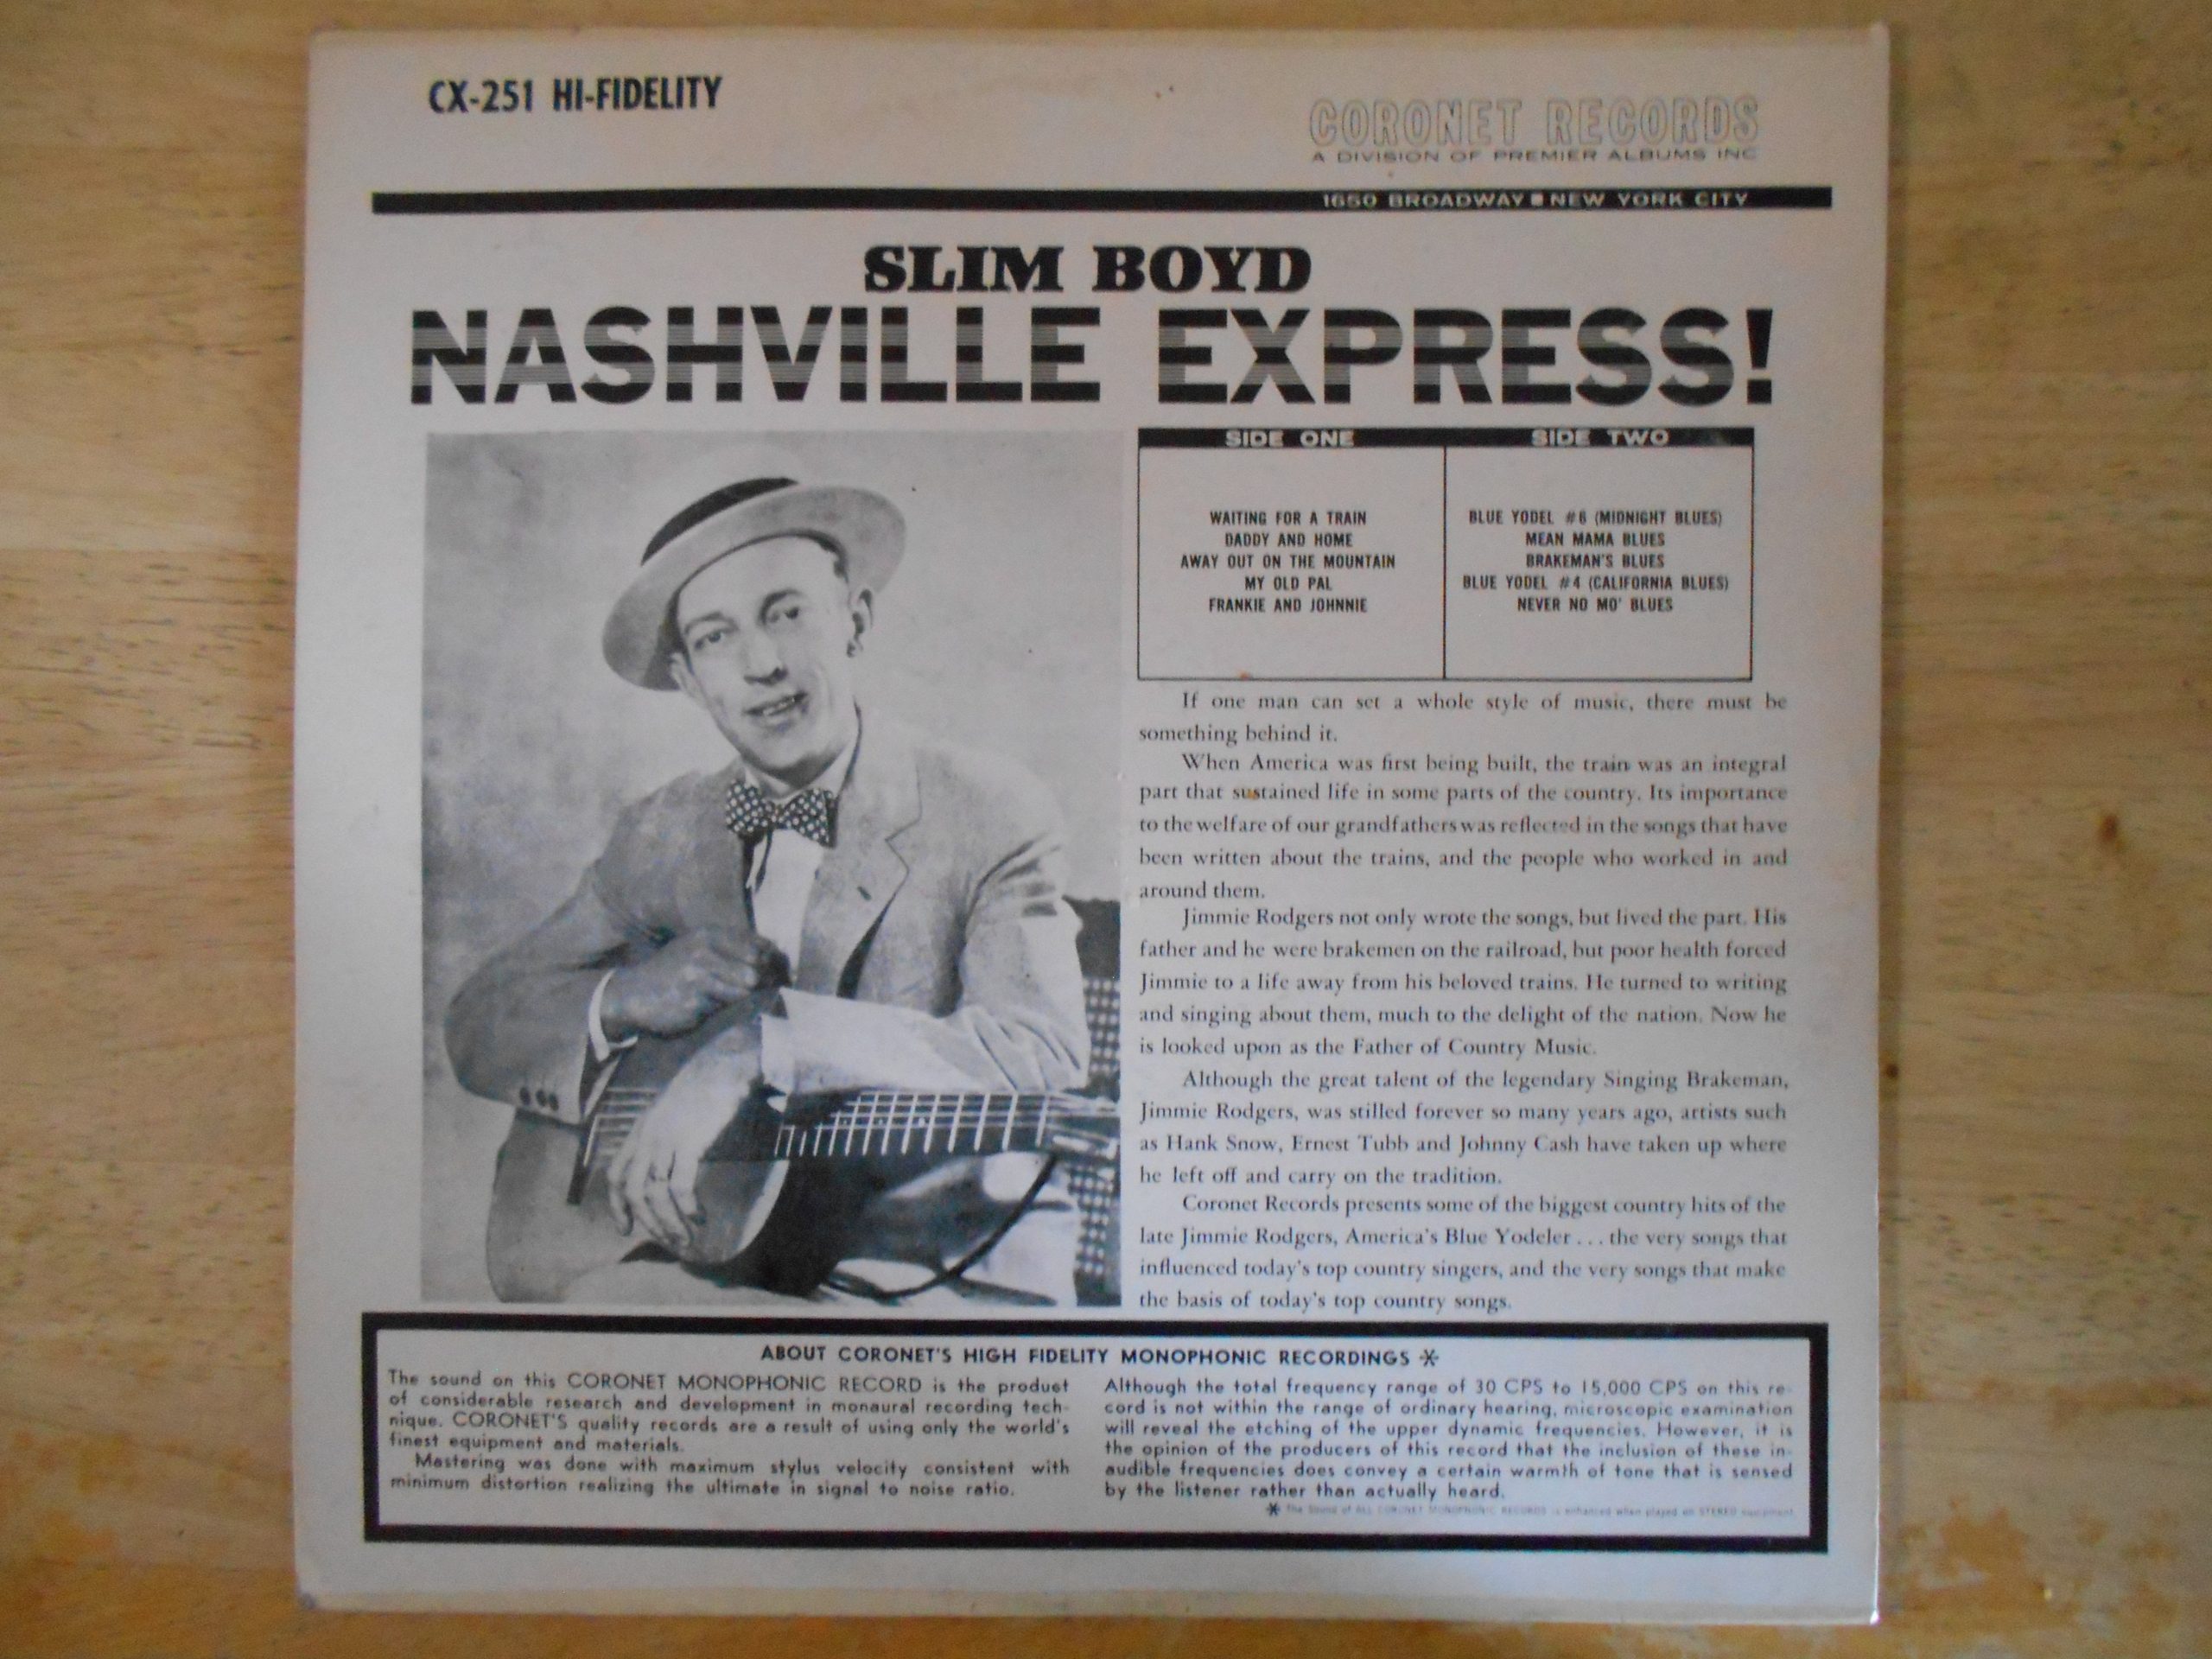 CX-251 HI-FIDELITY
CORONET RECORDS
A DIVISION OF PREMIER ALBUMS INC
1650 BROADWAY ■ NEW YORK CITY
SLIM BOYD
NASHVILLE EXPRESS!
SIDE ONE
WAITING FOR A TRAIN
DADDY AND HOME
AWAY OUT ON THE MOUNTAIN
MY OLD PAL
FRANKIE AND JOHNNIE
SIDE TWO
BLUE YODEL #6 (MIDNIGHT BLUES)
MEAN MAMA BLUES
BRAKEMAN'S BLUES
BLUE YODEL #4 (CALIFORNIA BLUES)
NEVER NO MO' BLUES
If one man can set a whole style of music, there must be
something behind it.
When America was first being built, the train was an integral
part that sustained life in some parts of the country. Its importance
to the welfare of our grandfathers was reflected in the songs that have
been written about the trains, and the people who worked in and
around them.
Jimmie Rodgers not only wrote the songs, but lived the part. His
father and he were brakemen on the railroad, but poor health forced
Jimmie to a life away from his beloved trains. He turned to writing
and singing about them, much to the delight of the nation. Now he
is looked upon as the Father of Country Music.
Although the great talent of the legendary Singing Brakeman,
Jimmie Rodgers, was stilled forever so many years ago, artists such
as Hank Snow, Ernest Tubb and Johnny Cash have taken up where
he left off and carry on the tradition.
Coronet Records presents some of the biggest country hits of the
late Jimmie Rodgers, America's Blue Yodeler . . . the very songs that
influenced today's top country singers, and the very songs that make
the basis of today's top country songs.
ABOUT CORONET'S HIGH FIDELITY MONOPHONIC RECORDINGS *
The sound on this CORONET MONOPHONIC RECORD is the product
of considerable research and development in monaural recording tech-
nique. CORONET'S quality records are a result of using only the world's
finest equipment and materials.
Mastering was done with maximum stylus velocity consistent with
minimum distortion realizing the ultimate in signal to noise ratio.
Although the total frequency range of 30 CPS to 15,000 CPS on this re-
cord is not within the range of ordinary hearing, microscopic examination
will reveal the etching of the upper dynamic frequencies. However, it is
the opinion of the producers of this record that the inclusion of these in-
audible frequencies does convey a certain warmth of tone that is sensed
by the listener rather than actually heard.
* The Sound of ALL CORONET MONOPHONIC RECORDS is enhanced when played on STEREO equipment